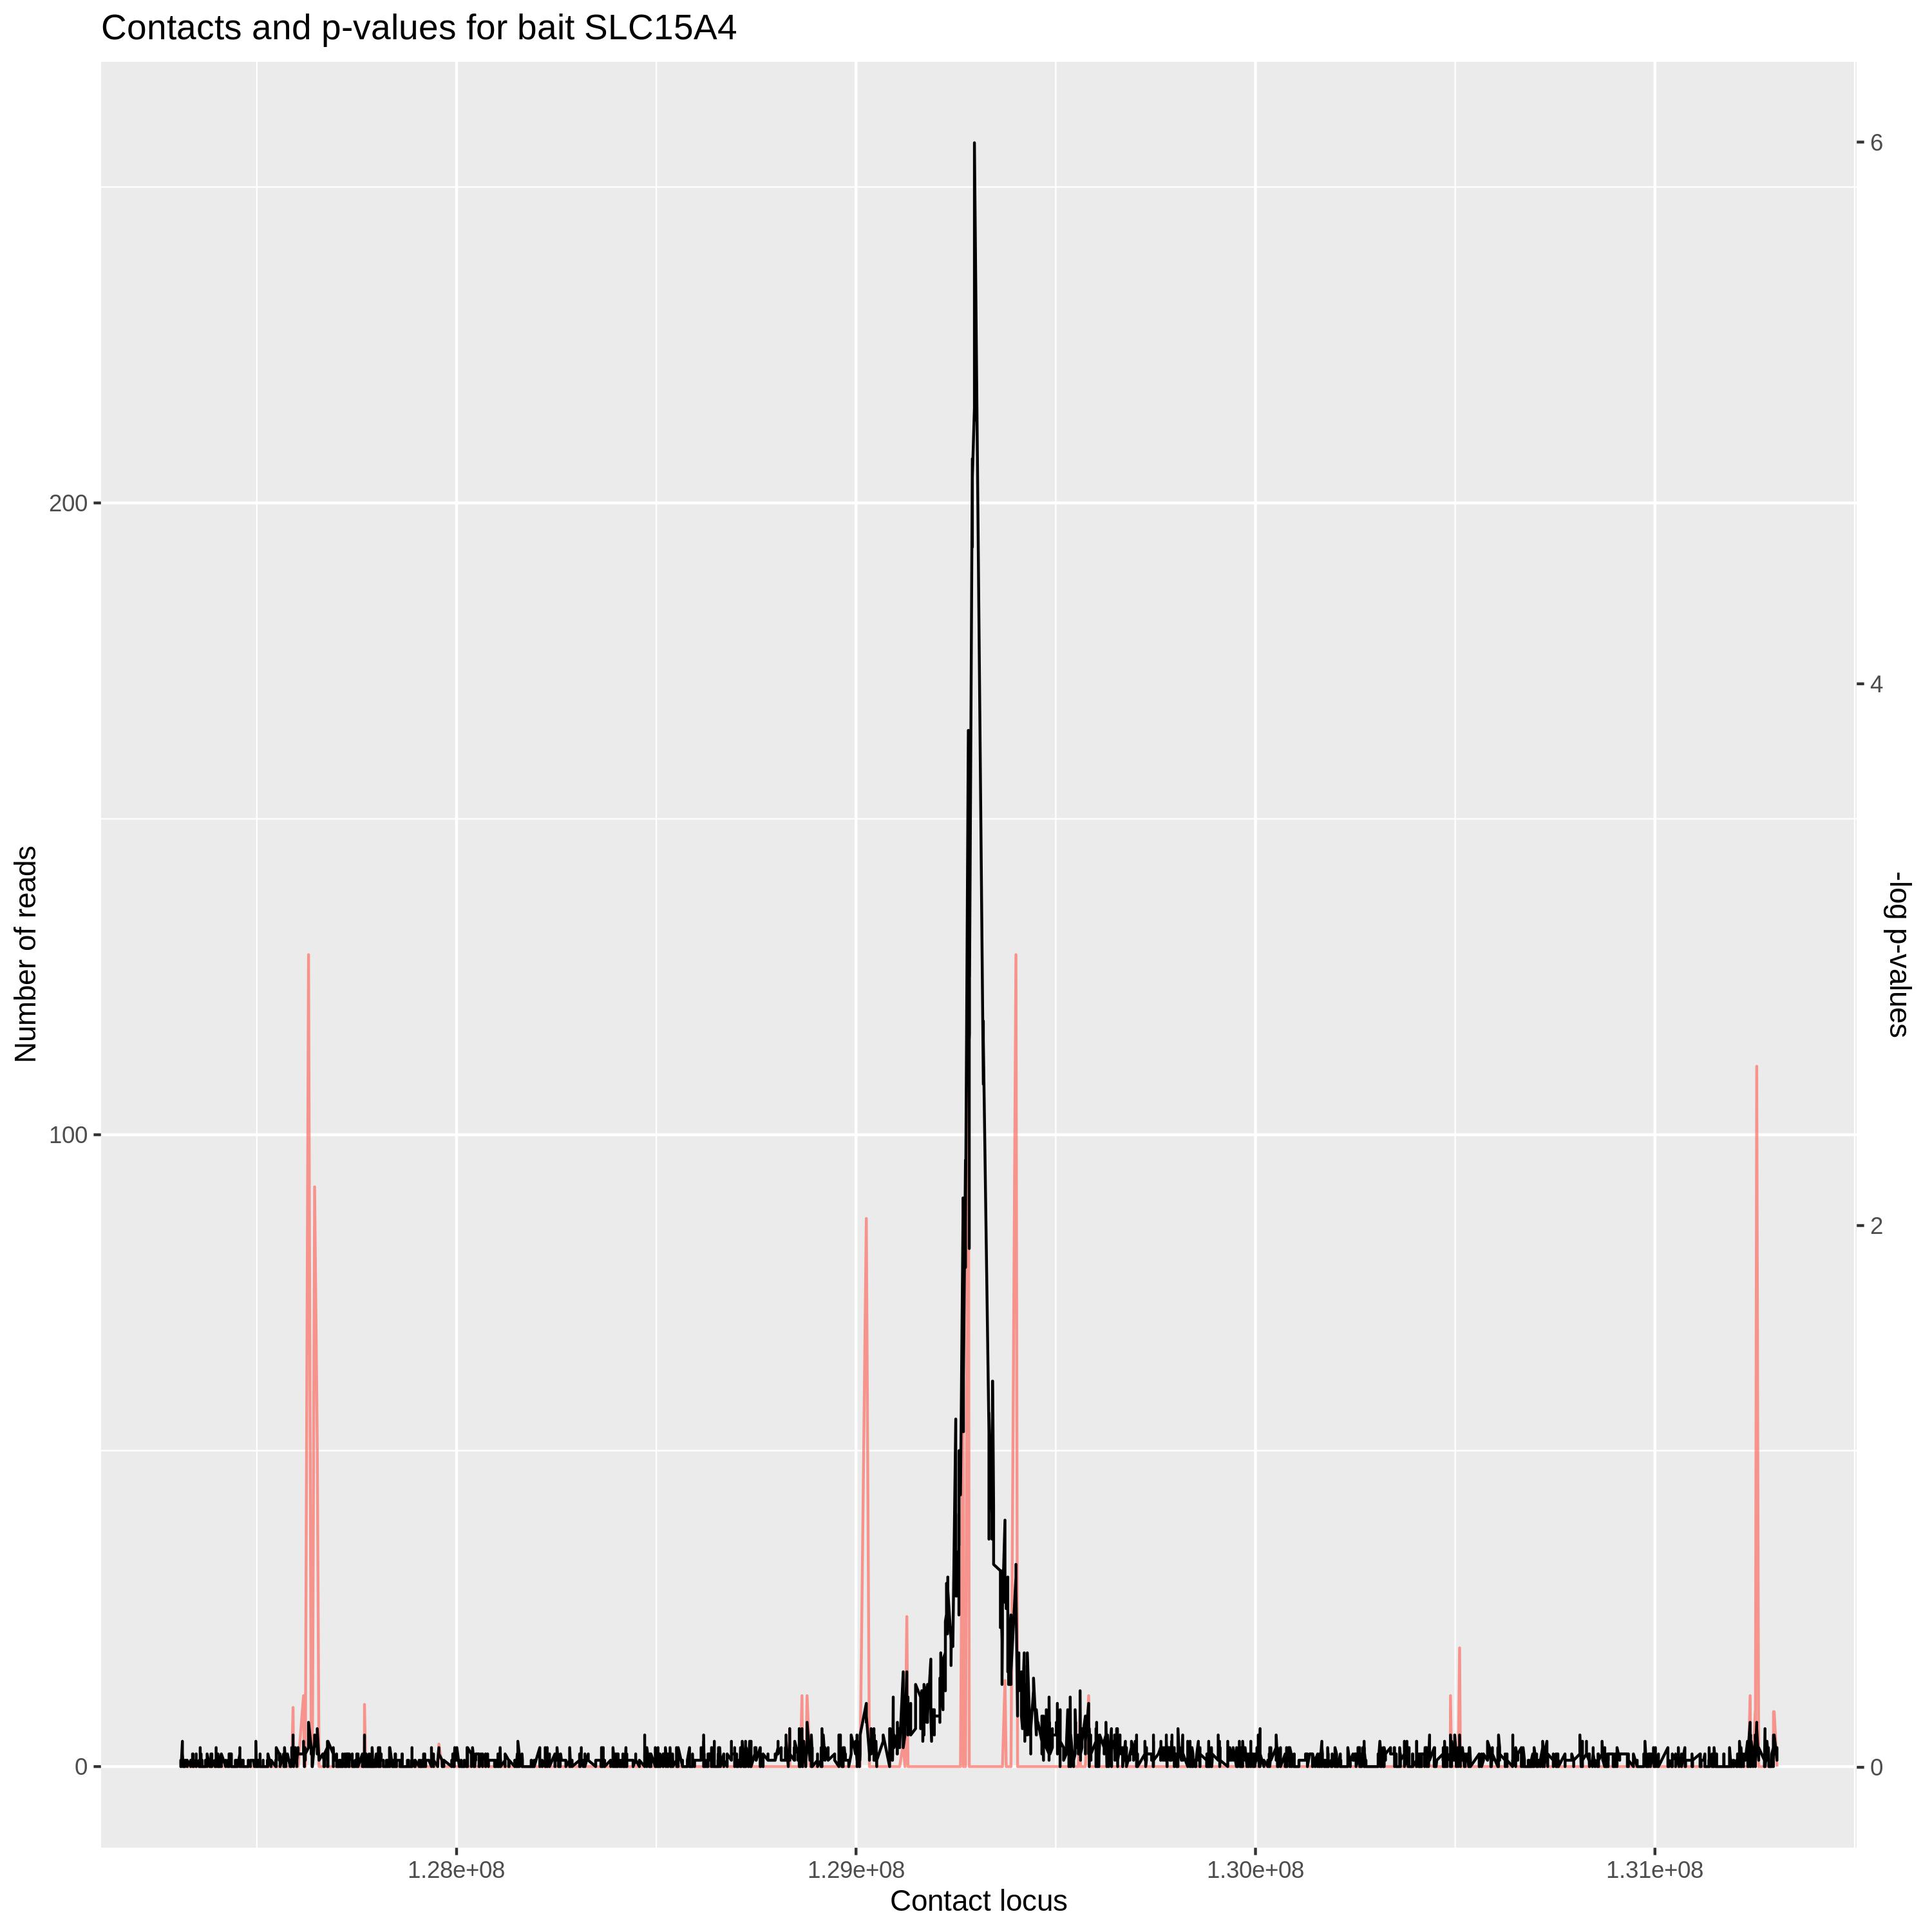 Contacts and p-values for bait SLC15A4
Number of reads
200
100
0
6
4
2
0
-log p-values
1.28e+08
1.29e+08
1.30e+08
1.31e+08
Contact locus